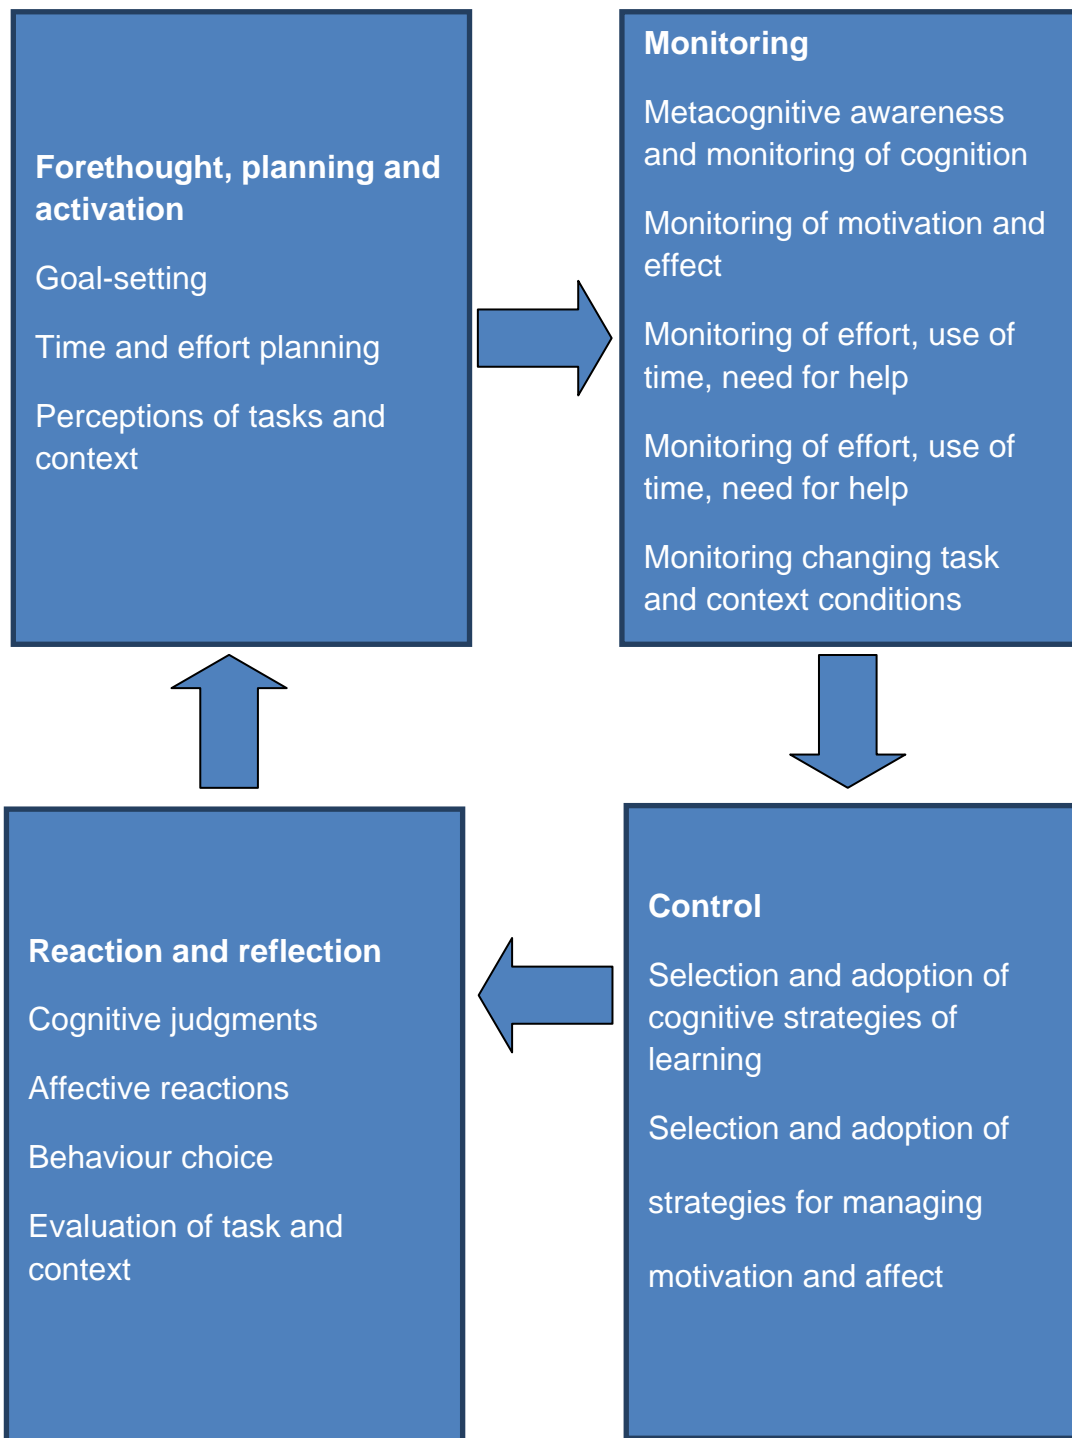 Forethought, planning and
activation
Goal-setting
Time and effort planning
Perceptions of tasks and
context
Monitoring
Metacognitive awareness
and monitoring of cognition
Monitoring of motivation and
effect
Monitoring of effort, use of
time, need for help
Monitoring of effort, use of
time, need for help
Monitoring changing task
and context conditions
Control
Selection and adoption of
cognitive strategies of
learning
Selection and adoption of
strategies for managing
motivation and affect
Reaction and reflection
Cognitive judgments
Affective reactions
Behaviour choice
Evaluation of task and
context